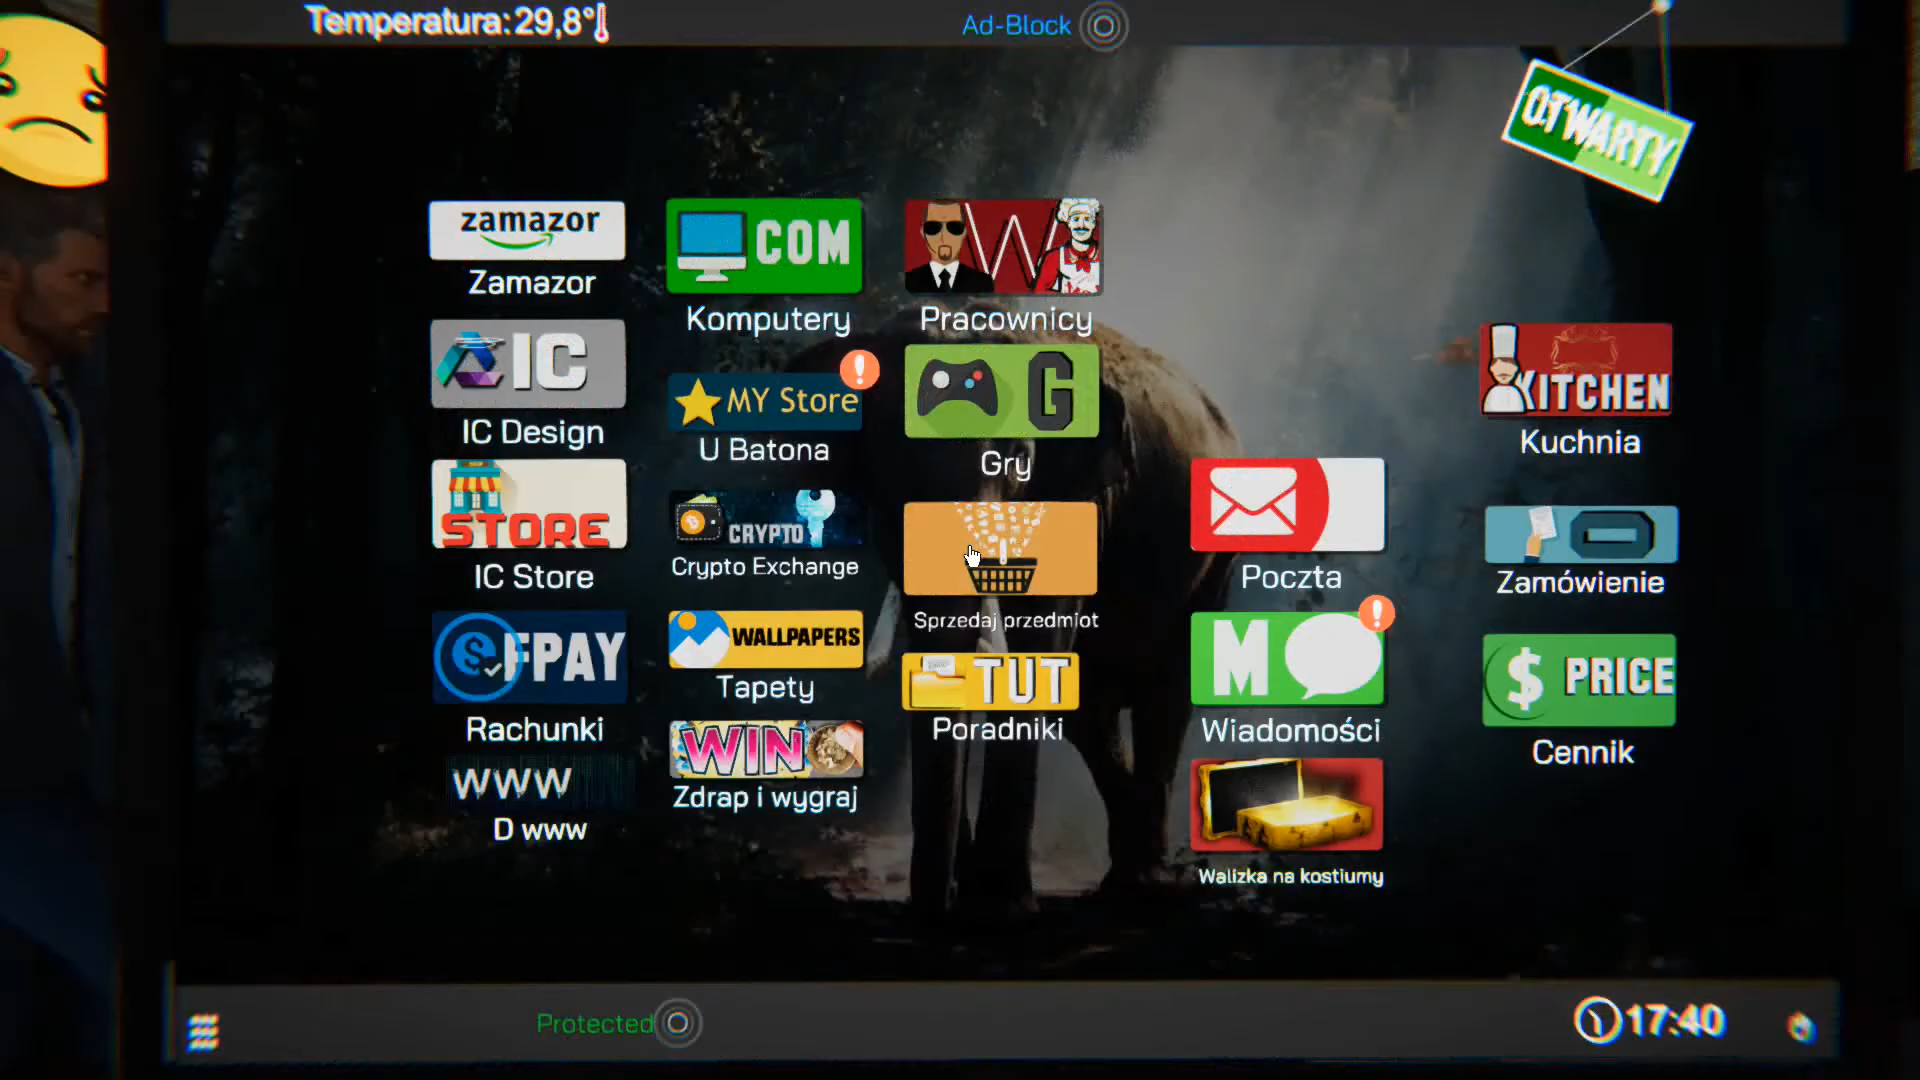 Temperatura: 29,8°
Ad-Block
OTWARTY
zamazor
Zamazor
COM
Komputery
W
Pracownicy
IC
IC Design
MY Store
U Batona
G
Gry
KITCHEN
Kuchnia
STORE
IC Store
CRYPTO
Crypto Exchange
Sprzedaj przedmiot
Poczta
O
Zamówienie
FPAY
Rachunki
WALLPAPERS
Tapety
TUT
Poradniki
M
Wiadomości
$ PRICE
Cennik
WWW
D www
WIN
Zdrap i wygraj
Walizka na kostiumy
Protected
17:40